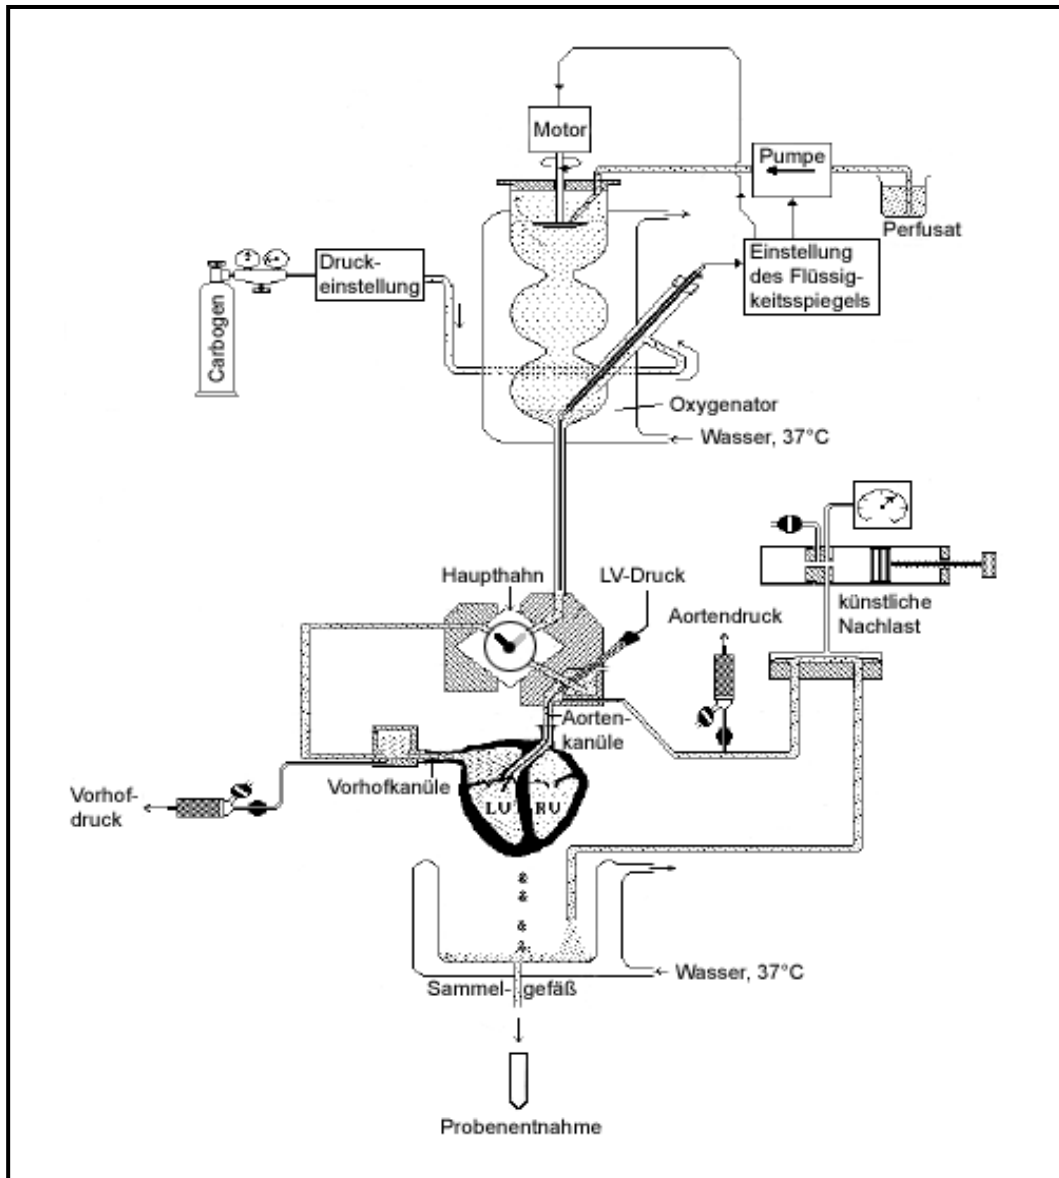 Motor
Pumpe
Perfusat
Druck-
einstellung
Einstellung
des Flüssig-
keitsspiegels
Carbogen
Oxygenator
Wasser, 37°C
Haupthahn
LV-Druck
Aortendruck
künstliche
Nachlast
Aorten-
kanüle
Vorhofkanüle
Vorhof-
druck
LV RV
Wasser, 37°C
Sammel- gefäß
Probenentnahme